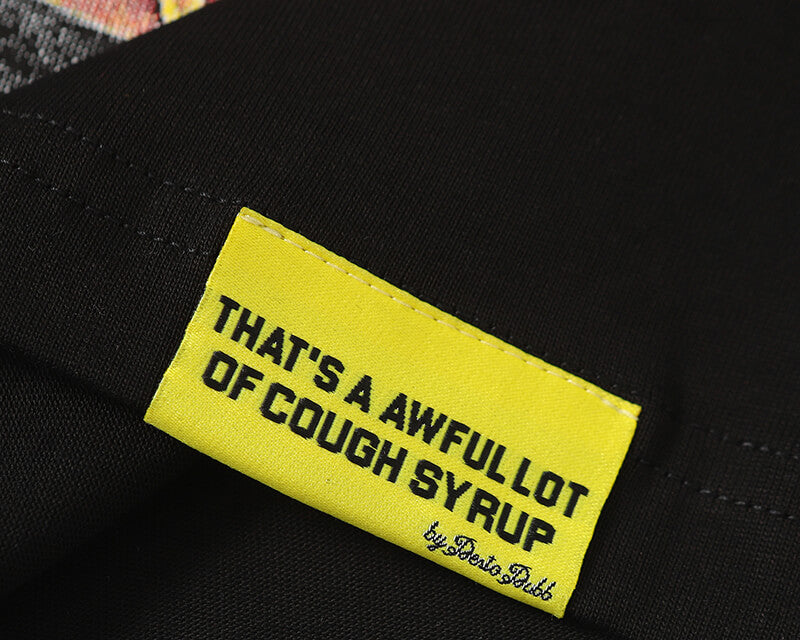 THAT'S A AWFUL LOT
OF COUGH SYRUP
by Desto Dubb